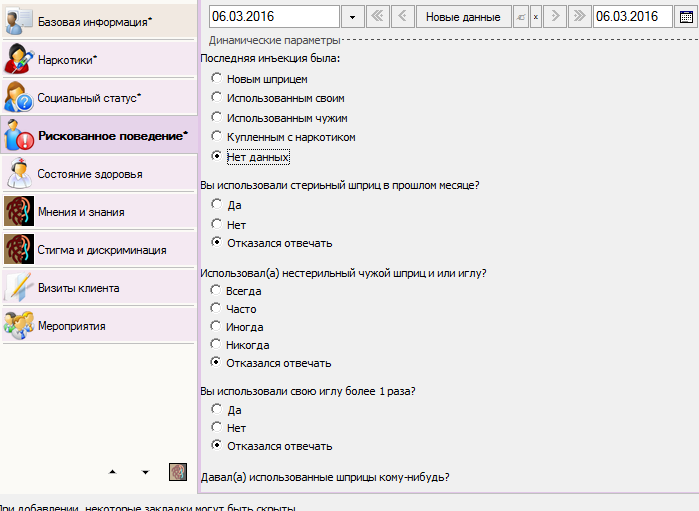 Базовая информация*
Наркотики*
Социальный статус*
Рискованное поведение*
Состояние здоровья
Мнения и знания
Стигма и дискриминация
Визиты клиента
Мероприятия
06.03.2016 Новые данные x 06.03.2016
Динамические параметры
Последняя инъекция была:
Новым шприцем
Использованным своим
Использованным чужим
Купленным с наркотиком
Нет данных
Вы использовали стерильный шприц в прошлом месяце?
Да
Нет
Отказался отвечать
Использовал(а) нестерильный чужой шприц и или иглу?
Всегда
Часто
Иногда
Никогда
Отказался отвечать
Вы использовали свою иглу более 1 раза?
Да
Нет
Отказался отвечать
Давал(а) использованные шприцы кому-нибудь?
При добавлении, некоторые закладки могут быть скрыты